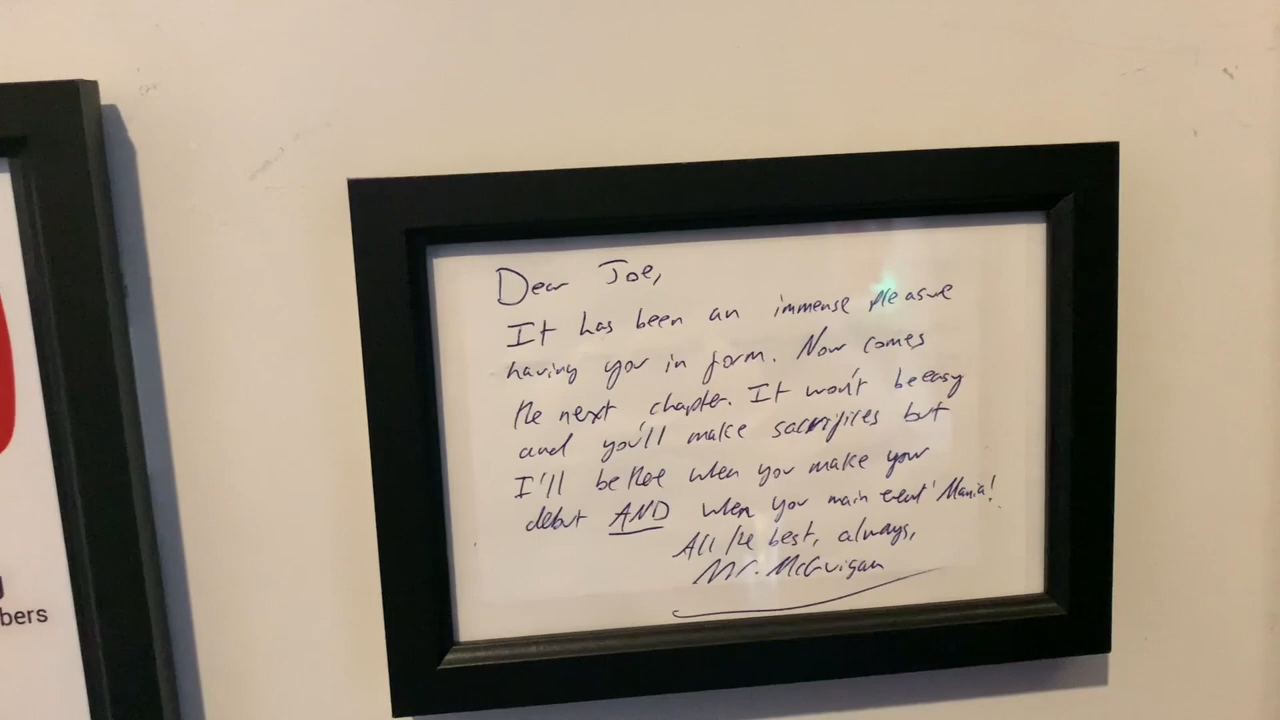 Dear Joe,
It has been an immense pleasure
having you in form. Now comes
the next chapter. It won't be easy
and you'll make sacrifices but
I'll be there when you make your
debut AND when you main event 'Mania!
All the best, always,
Mr. McGuigan
bers